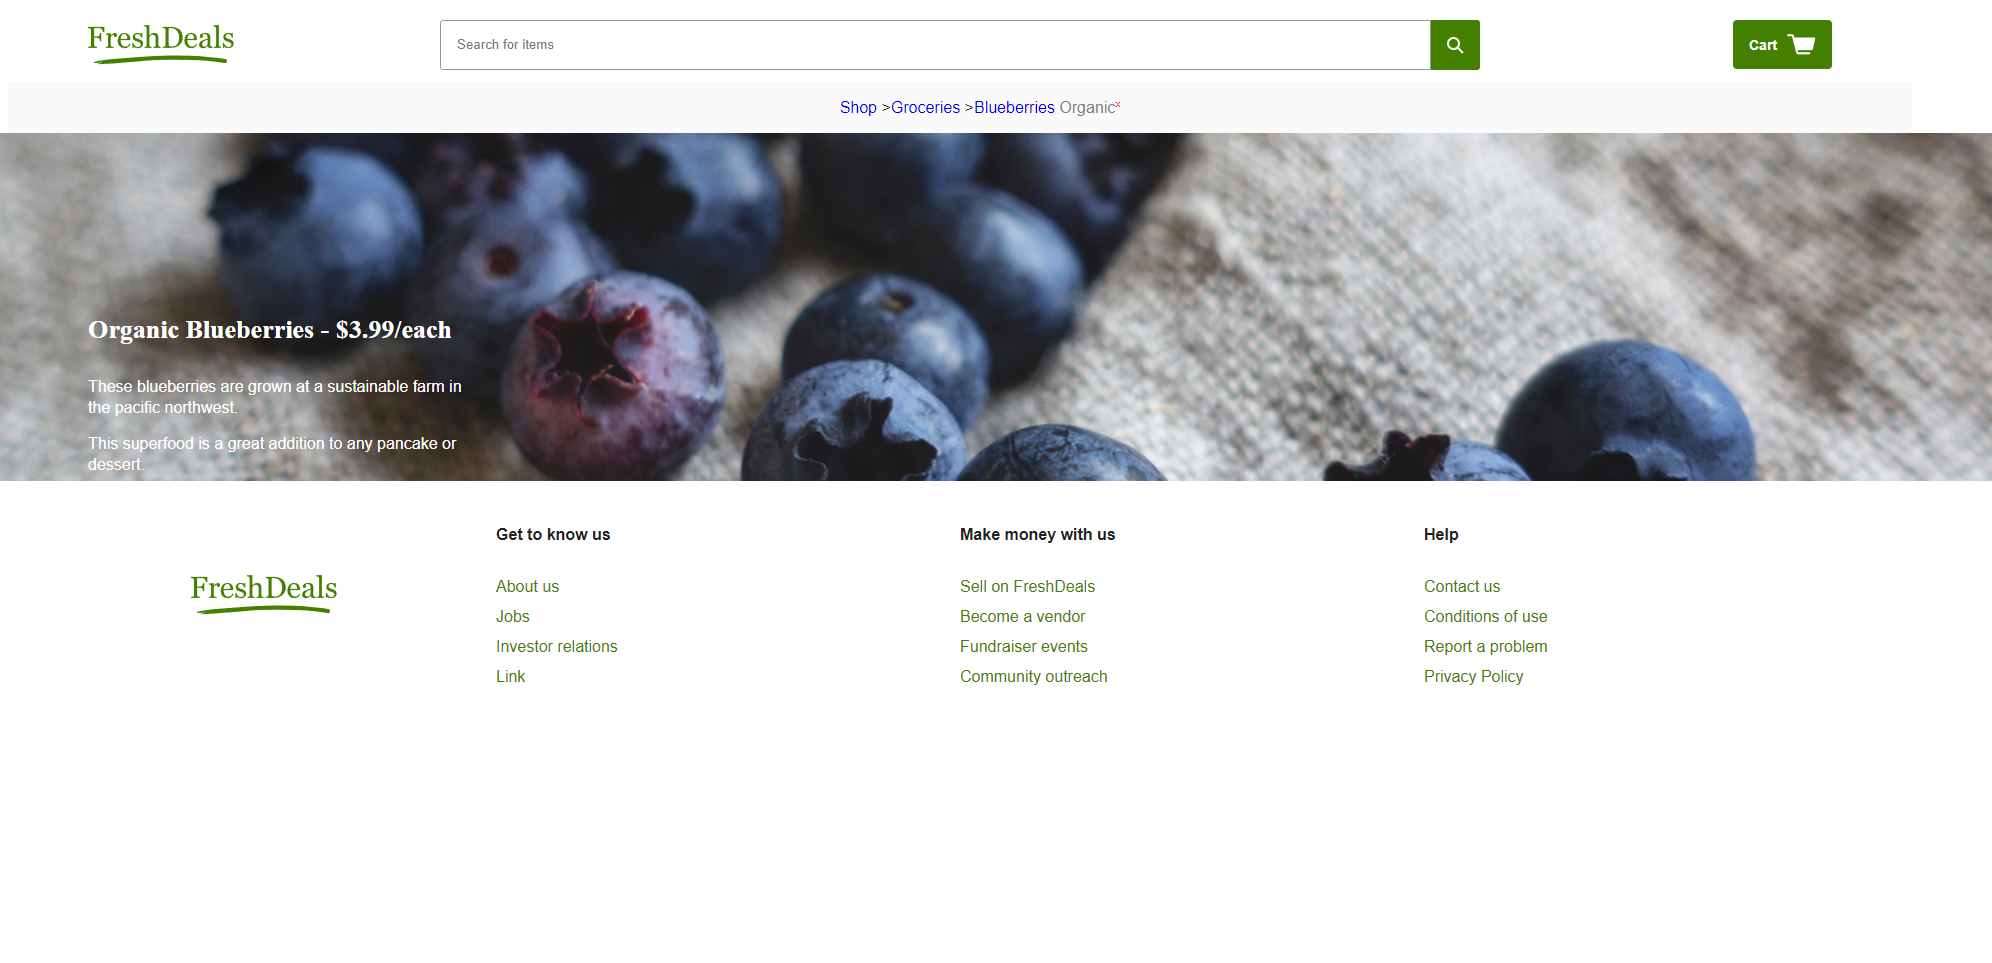 FreshDeals
Search for items
Cart
Shop >Groceries >Blueberries Organicx
Organic Blueberries - $3.99/each
These blueberries are grown at a sustainable farm in
the pacific northwest.
This superfood is a great addition to any pancake or
dessert.
FreshDeals
Get to know us
About us
Jobs
Investor relations
Link
Make money with us
Sell on FreshDeals
Become a vendor
Fundraiser events
Community outreach
Help
Contact us
Conditions of use
Report a problem
Privacy Policy